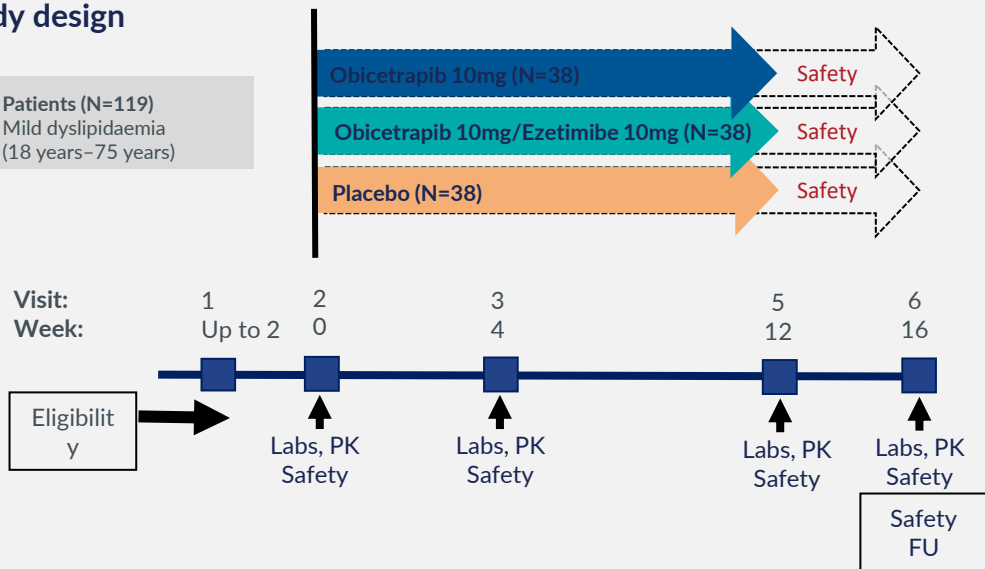 dy design
Patients (N=119)
Mild dyslipidaemia
(18 years–75 years)
Obicetrapib 10mg (N=38)
Safety
Obicetrapib 10mg/Ezetimibe 10mg (N=38)
Safety
Placebo (N=38)
Safety
Visit: 1 2 3 5 6
Week: Up to 2 0 4 12 16
Eligibilit
y
Labs, PK
Safety
Labs, PK
Safety
Labs, PK
Safety
Labs, PK
Safety
Safety
FU